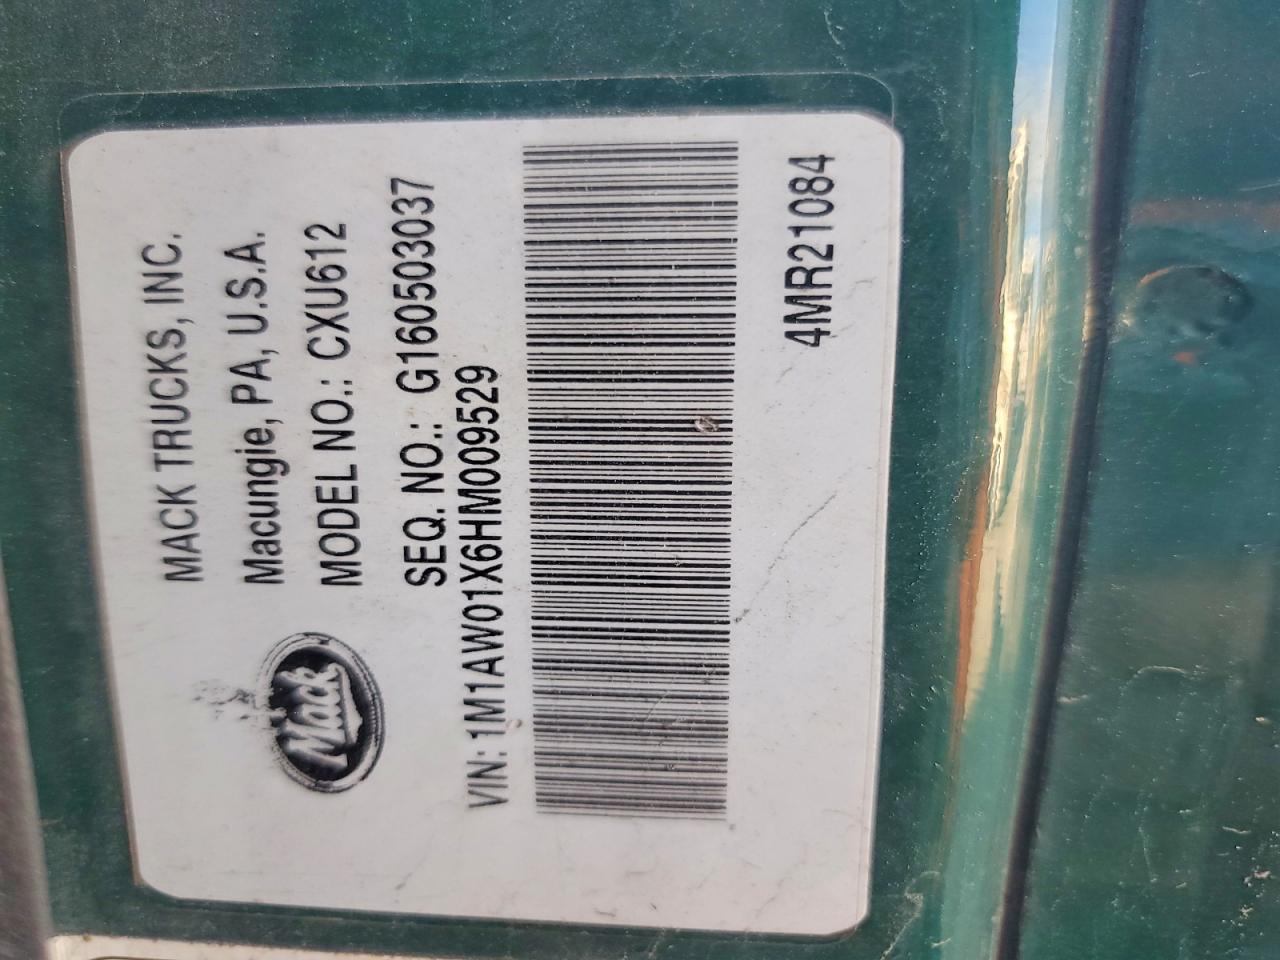 MACK TRUCKS, INC.
Macungie, PA, U.S.A.
MODEL NO.: CXU612
SEQ. NO.: G160503037
Mack
VIN: 1M1AW01X6HM009529
4MR21084